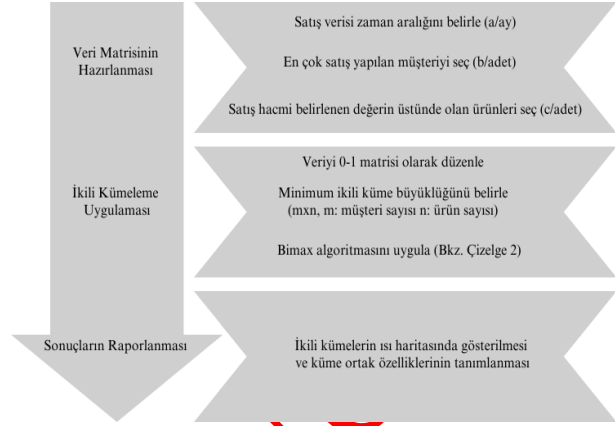 Veri Matrisinin
Hazırlanması
Satış verisi zaman aralığını belirle (a/ay)
En çok satış yapılan müşteriyi seç (b/adet)
Satış hacmi belirlenen değerin üstünde olan ürünleri seç (c/adet)
İkili Kümeleme
Uygulaması
Veriyi 0-1 matrisi olarak düzenle
Minimum ikili küme büyüklüğünü belirle
(mxn, m: müşteri sayısı n: ürün sayısı)
Bimax algoritmasını uygula (Bkz. Çizelge 2)
Sonuçların Raporlanması
İkili kümelerin ısı haritasında gösterilmesi
ve küme ortak özelliklerinin tanımlanması